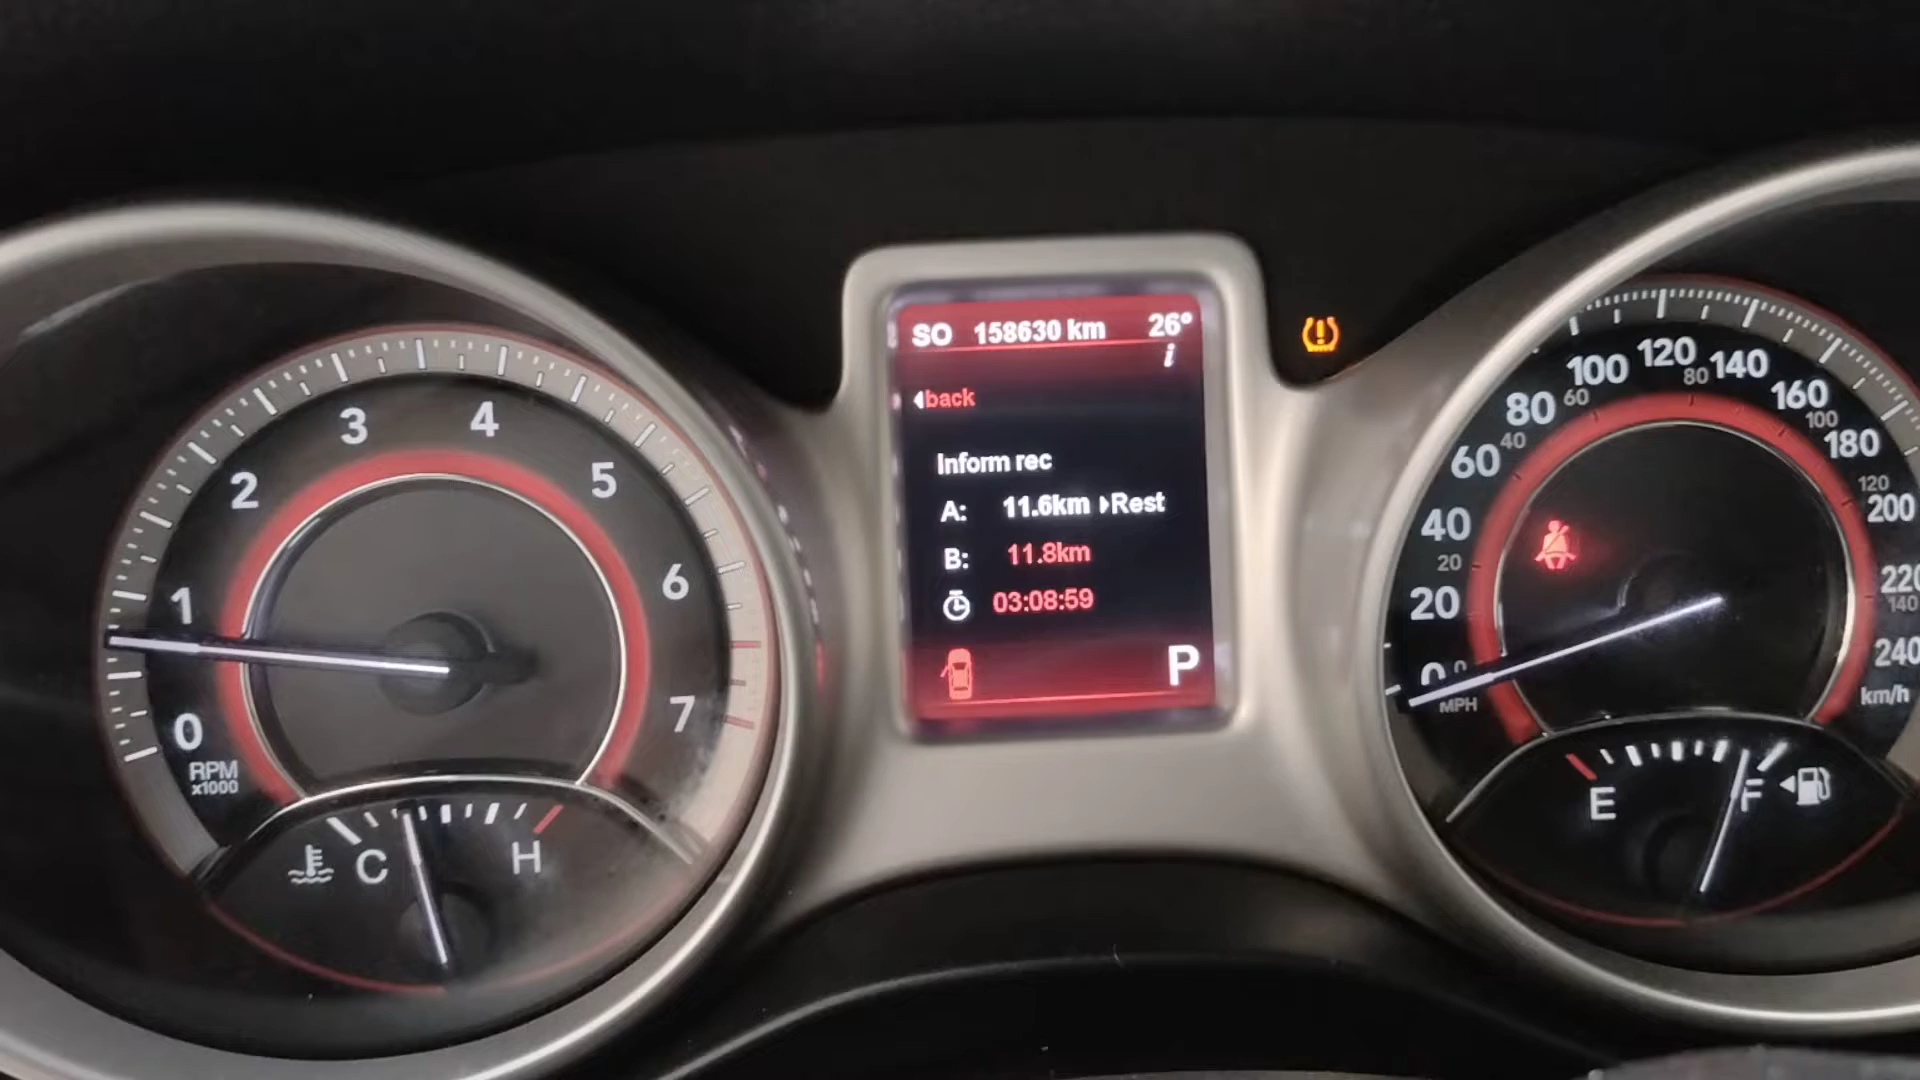 0
1
2
3
4
5
6
7
RPM
x1000
C
H
SO 158630 km 26°
i
back
Inform rec
A: 11.6km Rest
B: 11.8km
03:08:59
P
0 20 40 60 80 100 120 140 160 180 200 220 240
0 20 40 60 80 100 120 140
MPH
km/h
E
F